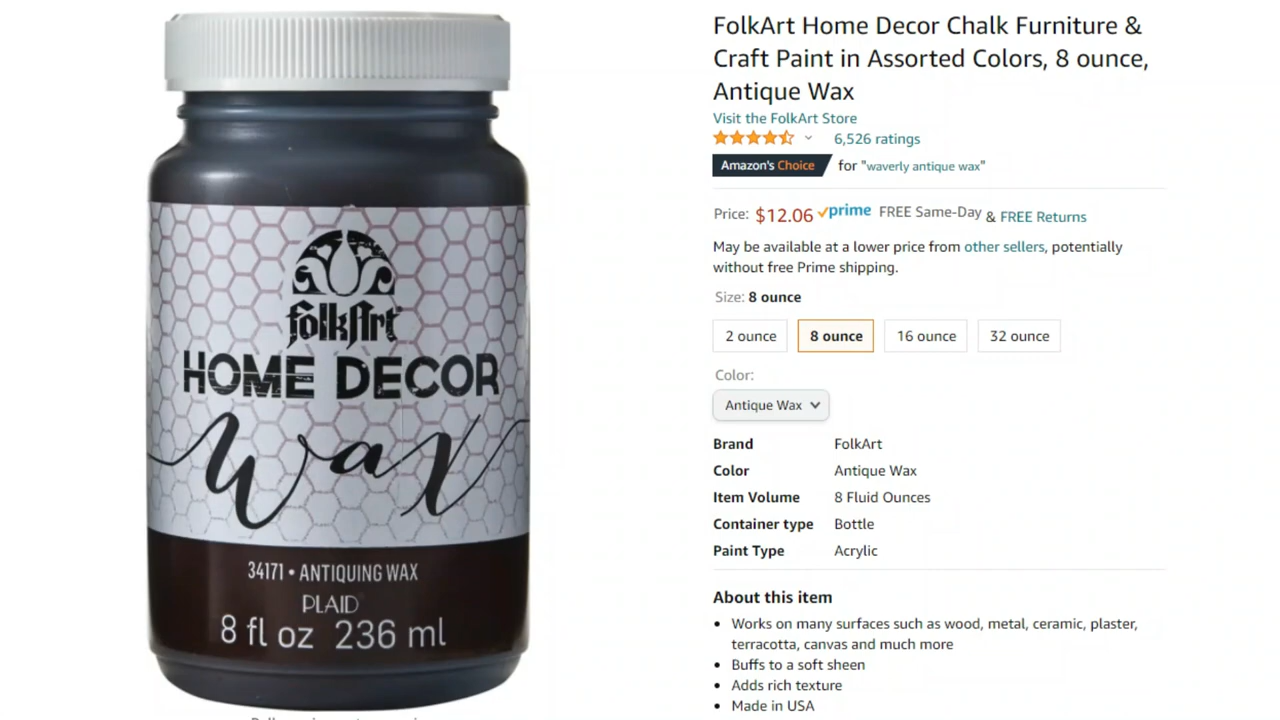 folkArt
HOME DECOR
Wax
34171 • ANTIQUING WAX
PLAID
8 fl oz 236 ml
FolkArt Home Decor Chalk Furniture &
Craft Paint in Assorted Colors, 8 ounce,
Antique Wax
Visit the FolkArt Store
6,526 ratings
Amazon's Choice for "waverly antique wax"
Price: $12.06 prime FREE Same-Day & FREE Returns
May be available at a lower price from other sellers, potentially
without free Prime shipping.
Size: 8 ounce
2 ounce 8 ounce 16 ounce 32 ounce
Color:
Antique Wax
Brand FolkArt
Color Antique Wax
Item Volume 8 Fluid Ounces
Container type Bottle
Paint Type Acrylic
About this item
• Works on many surfaces such as wood, metal, ceramic, plaster,
terracotta, canvas and much more
• Buffs to a soft sheen
• Adds rich texture
• Made in USA